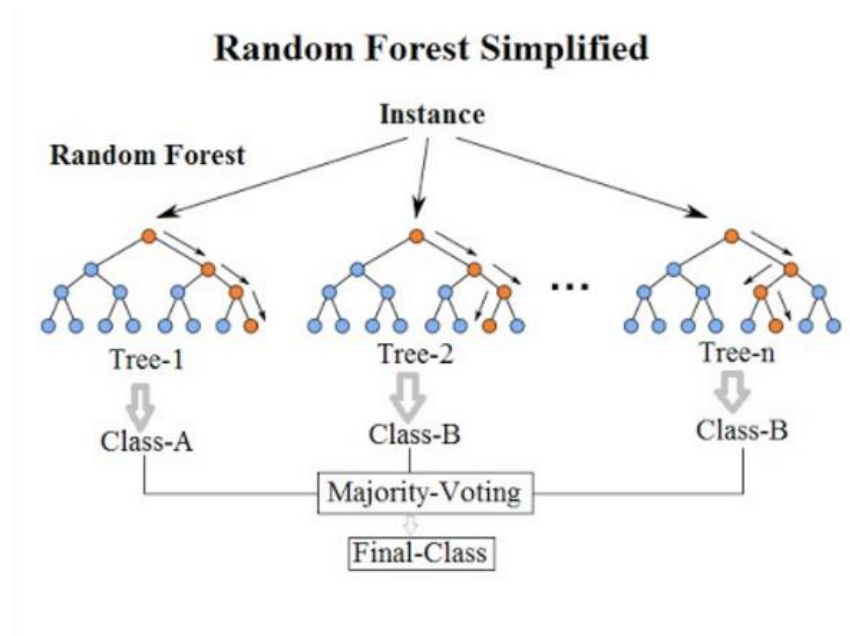 Random Forest Simplified
Instance
Random Forest
...
Tree-1
Tree-2
Tree-n
Class-A
Class-B
Class-B
Majority-Voting
Final-Class